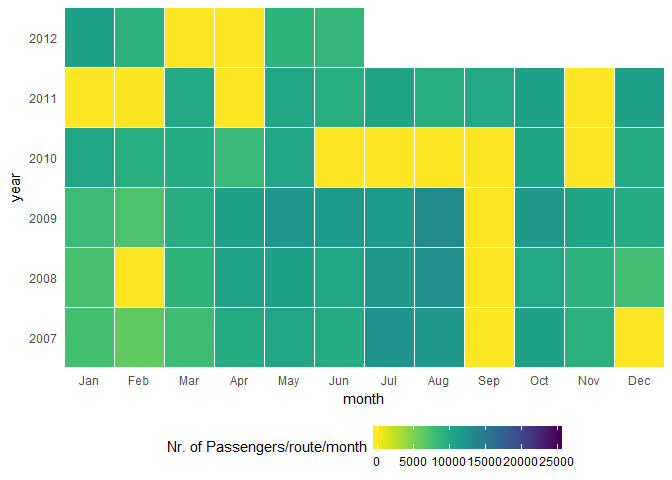 2012
2011
2010
year
2009
2008
2007
Jan Feb Mar Apr May Jun Jul Aug Sep Oct Nov Dec
month
Nr. of Passengers/route/month
0 5000 10000 15000 20000 25000